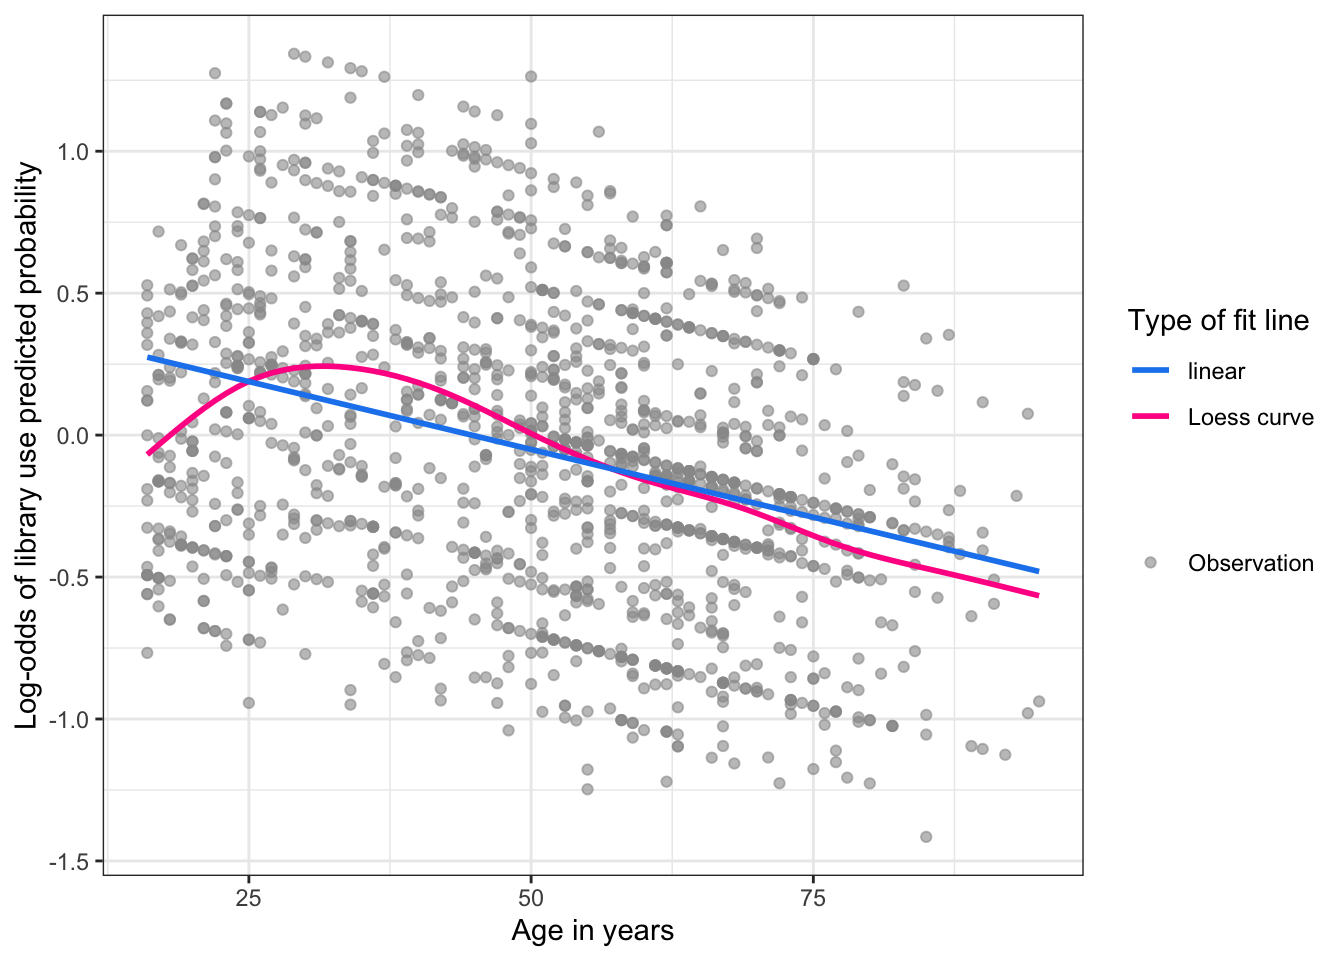 Log-odds of library use predicted probability
1.0
0.5
0.0
-0.5
-1.0
-1.5
25 50 75
Age in years
Type of fit line
linear
Loess curve
Observation